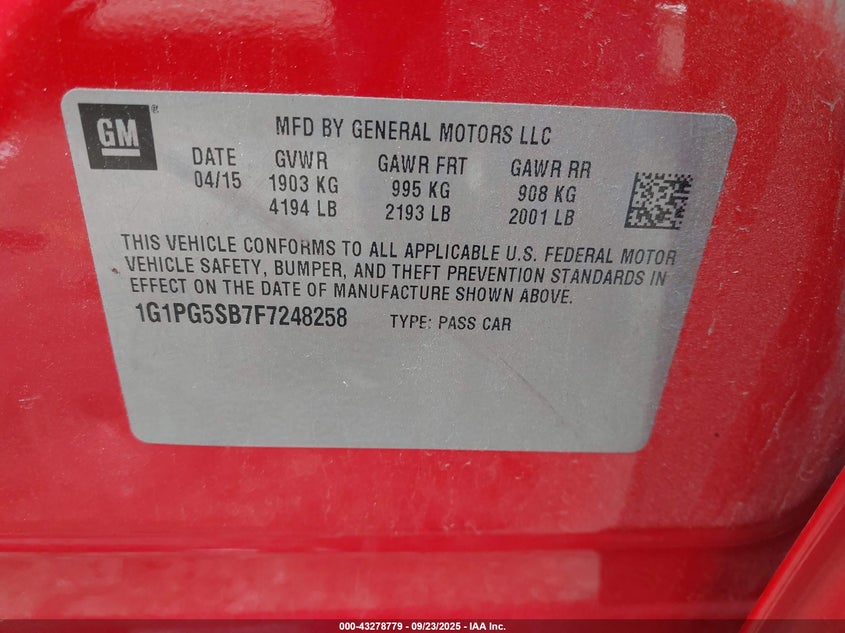 GM®
MFD BY GENERAL MOTORS LLC
DATE GVWR GAWR FRT GAWR RR
04/15 1903 KG 995 KG 908 KG
4194 LB 2193 LB 2001 LB
THIS VEHICLE CONFORMS TO ALL APPLICABLE U.S. FEDERAL MOTOR
VEHICLE SAFETY, BUMPER, AND THEFT PREVENTION STANDARDS IN
EFFECT ON THE DATE OF MANUFACTURE SHOWN ABOVE.
1G1PG5SB7F7248258 TYPE: PASS CAR
000-43278779 - 09/23/2025 - IAA Inc.